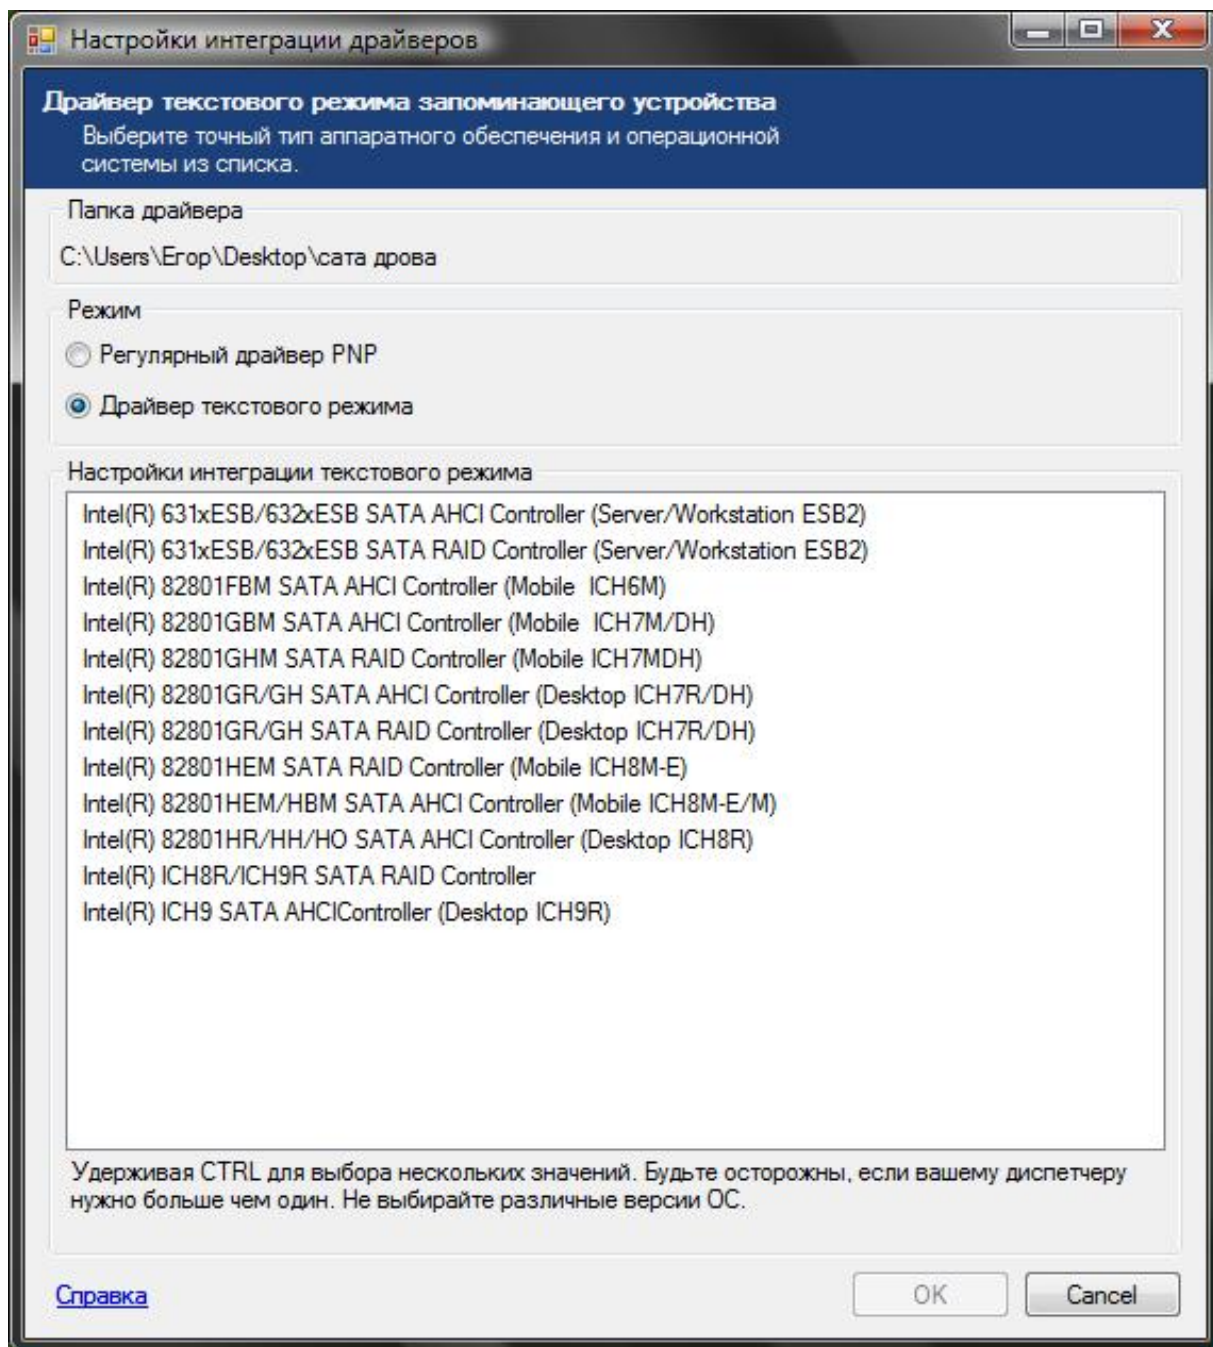 Настройки интеграции драйверов
Драйвер текстового режима запоминающего устройства
Выберите точный тип аппаратного обеспечения и операционной
системы из списка.
Папка драйвера
C:\Users\Егор\Desktop\сата дрова
Режим
Регулярный драйвер PNP
Драйвер текстового режима
Настройки интеграции текстового режима
Intel(R) 631xESB/632xESB SATA AHCI Controller (Server/Workstation ESB2)
Intel(R) 631xESB/632xESB SATA RAID Controller (Server/Workstation ESB2)
Intel(R) 82801FBM SATA AHCI Controller (Mobile  ICH6M)
Intel(R) 82801GBM SATA AHCI Controller (Mobile  ICH7M/DH)
Intel(R) 82801GHM SATA RAID Controller (Mobile ICH7MDH)
Intel(R) 82801GR/GH SATA AHCI Controller (Desktop ICH7R/DH)
Intel(R) 82801GR/GH SATA RAID Controller (Desktop ICH7R/DH)
Intel(R) 82801HEM SATA RAID Controller (Mobile ICH8M-E)
Intel(R) 82801HEM/HBM SATA AHCI Controller (Mobile ICH8M-E/M)
Intel(R) 82801HR/HH/HO SATA AHCI Controller (Desktop ICH8R)
Intel(R) ICH8R/ICH9R SATA RAID Controller
Intel(R) ICH9 SATA AHCIController (Desktop ICH9R)
Удерживая CTRL для выбора нескольких значений. Будьте осторожны, если вашему диспетчеру
нужно больше чем один. Не выбирайте различные версии ОС.
Справка
OK
Cancel